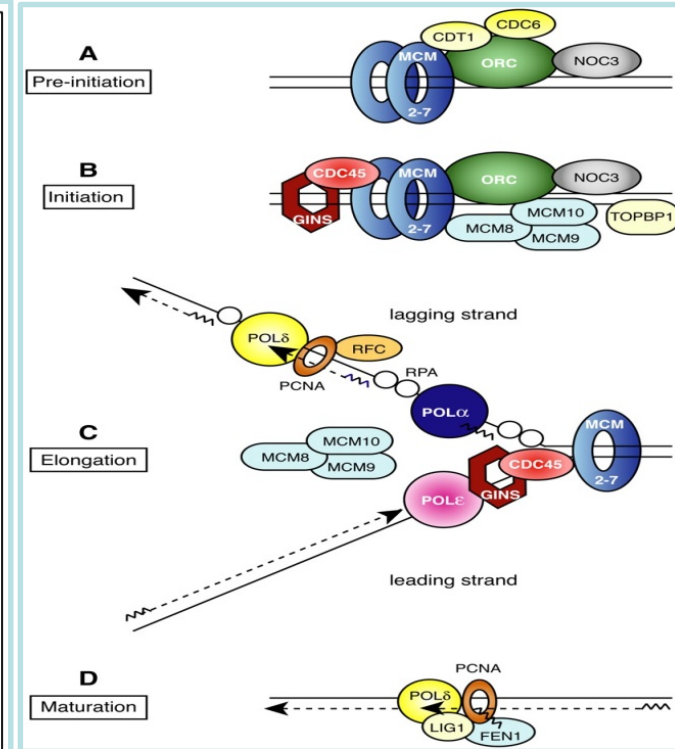 A
Pre-initiation
CDT1
CDC6
MCM
ORC
NOC3
2-7
B
Initiation
CDC45
MCM
ORC
NOC3
GINS
2-7
MCM10
TOPBP1
MCM8
MCM9
lagging strand
POLδ
RFC
PCNA
RPA
POLα
C
Elongation
MCM10
MCM8
MCM9
MCM
CDC45
GINS
2-7
POLε
leading strand
D
Maturation
PCNA
POLδ
LIG1
FEN1